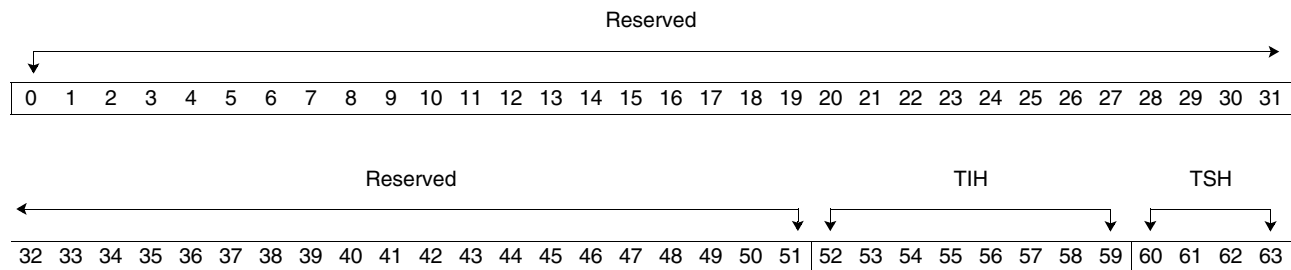 Reserved
0 1 2 3 4 5 6 7 8 9 10 11 12 13 14 15 16 17 18 19 20 21 22 23 24 25 26 27 28 29 30 31
Reserved TIH TSH
32 33 34 35 36 37 38 39 40 41 42 43 44 45 46 47 48 49 50 51 52 53 54 55 56 57 58 59 60 61 62 63